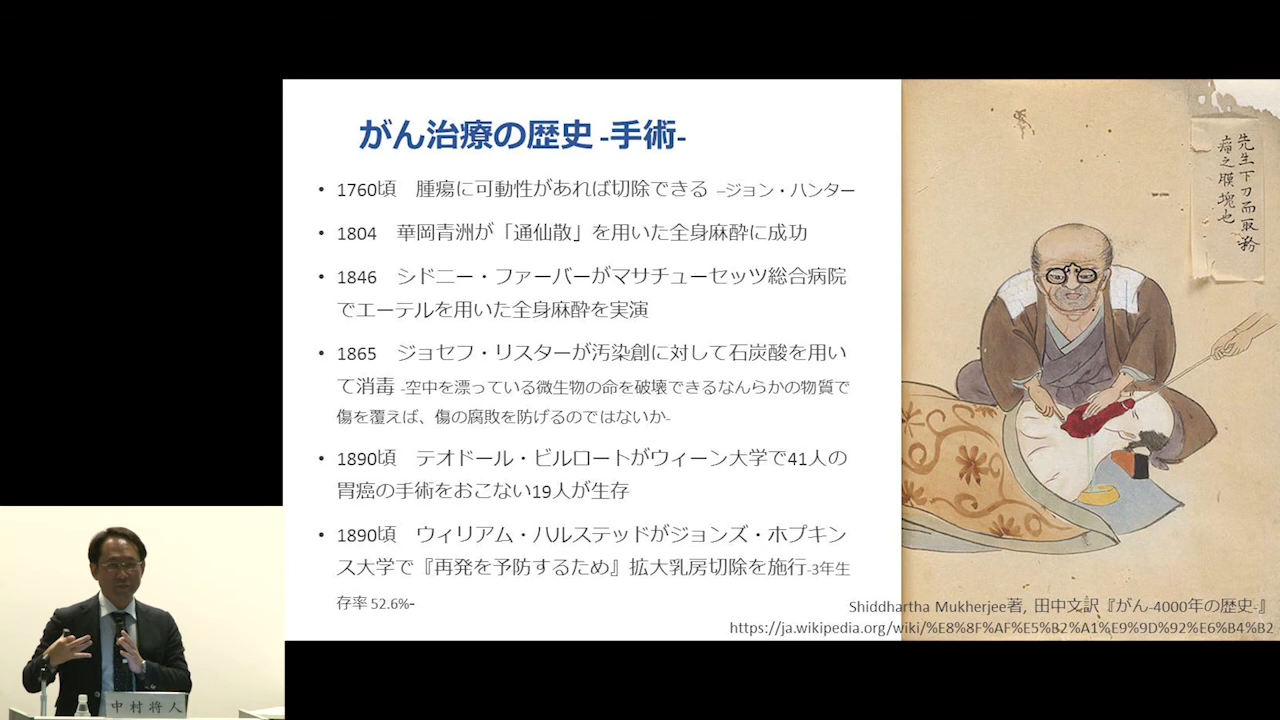 がん治療の歴史 -手術-
• 1760頃　腫瘍に可動性があれば切除できる –ジョン・ハンター
• 1804　華岡青洲が「通仙散」を用いた全身麻酔に成功
• 1846　シドニー・ファーバーがマサチューセッツ総合病院
でエーテルを用いた全身麻酔を実演
• 1865　ジョセフ・リスターが汚染創に対して石炭酸を用い
て消毒 -空中を漂っている微生物の命を破壊できるなんらかの物質で
傷を覆えば、傷の腐敗を防げるのではないか-
• 1890頃　テオドール・ビルロートがウィーン大学で41人の
胃癌の手術をおこない19人が生存
• 1890頃　ウィリアム・ハルステッドがジョンズ・ホプキン
ス大学で『再発を予防するため』拡大乳房切除を施行-3年生
存率 52.6%-
先生下刀而取
瘤之塊也
Shiddhartha Mukherjee著, 田中文訳『がん-4000年の歴史-』
https://ja.wikipedia.org/wiki/%E8%8F%AF%E5%B2%A1%E9%9D%92%E6%B4%B2
中村将人